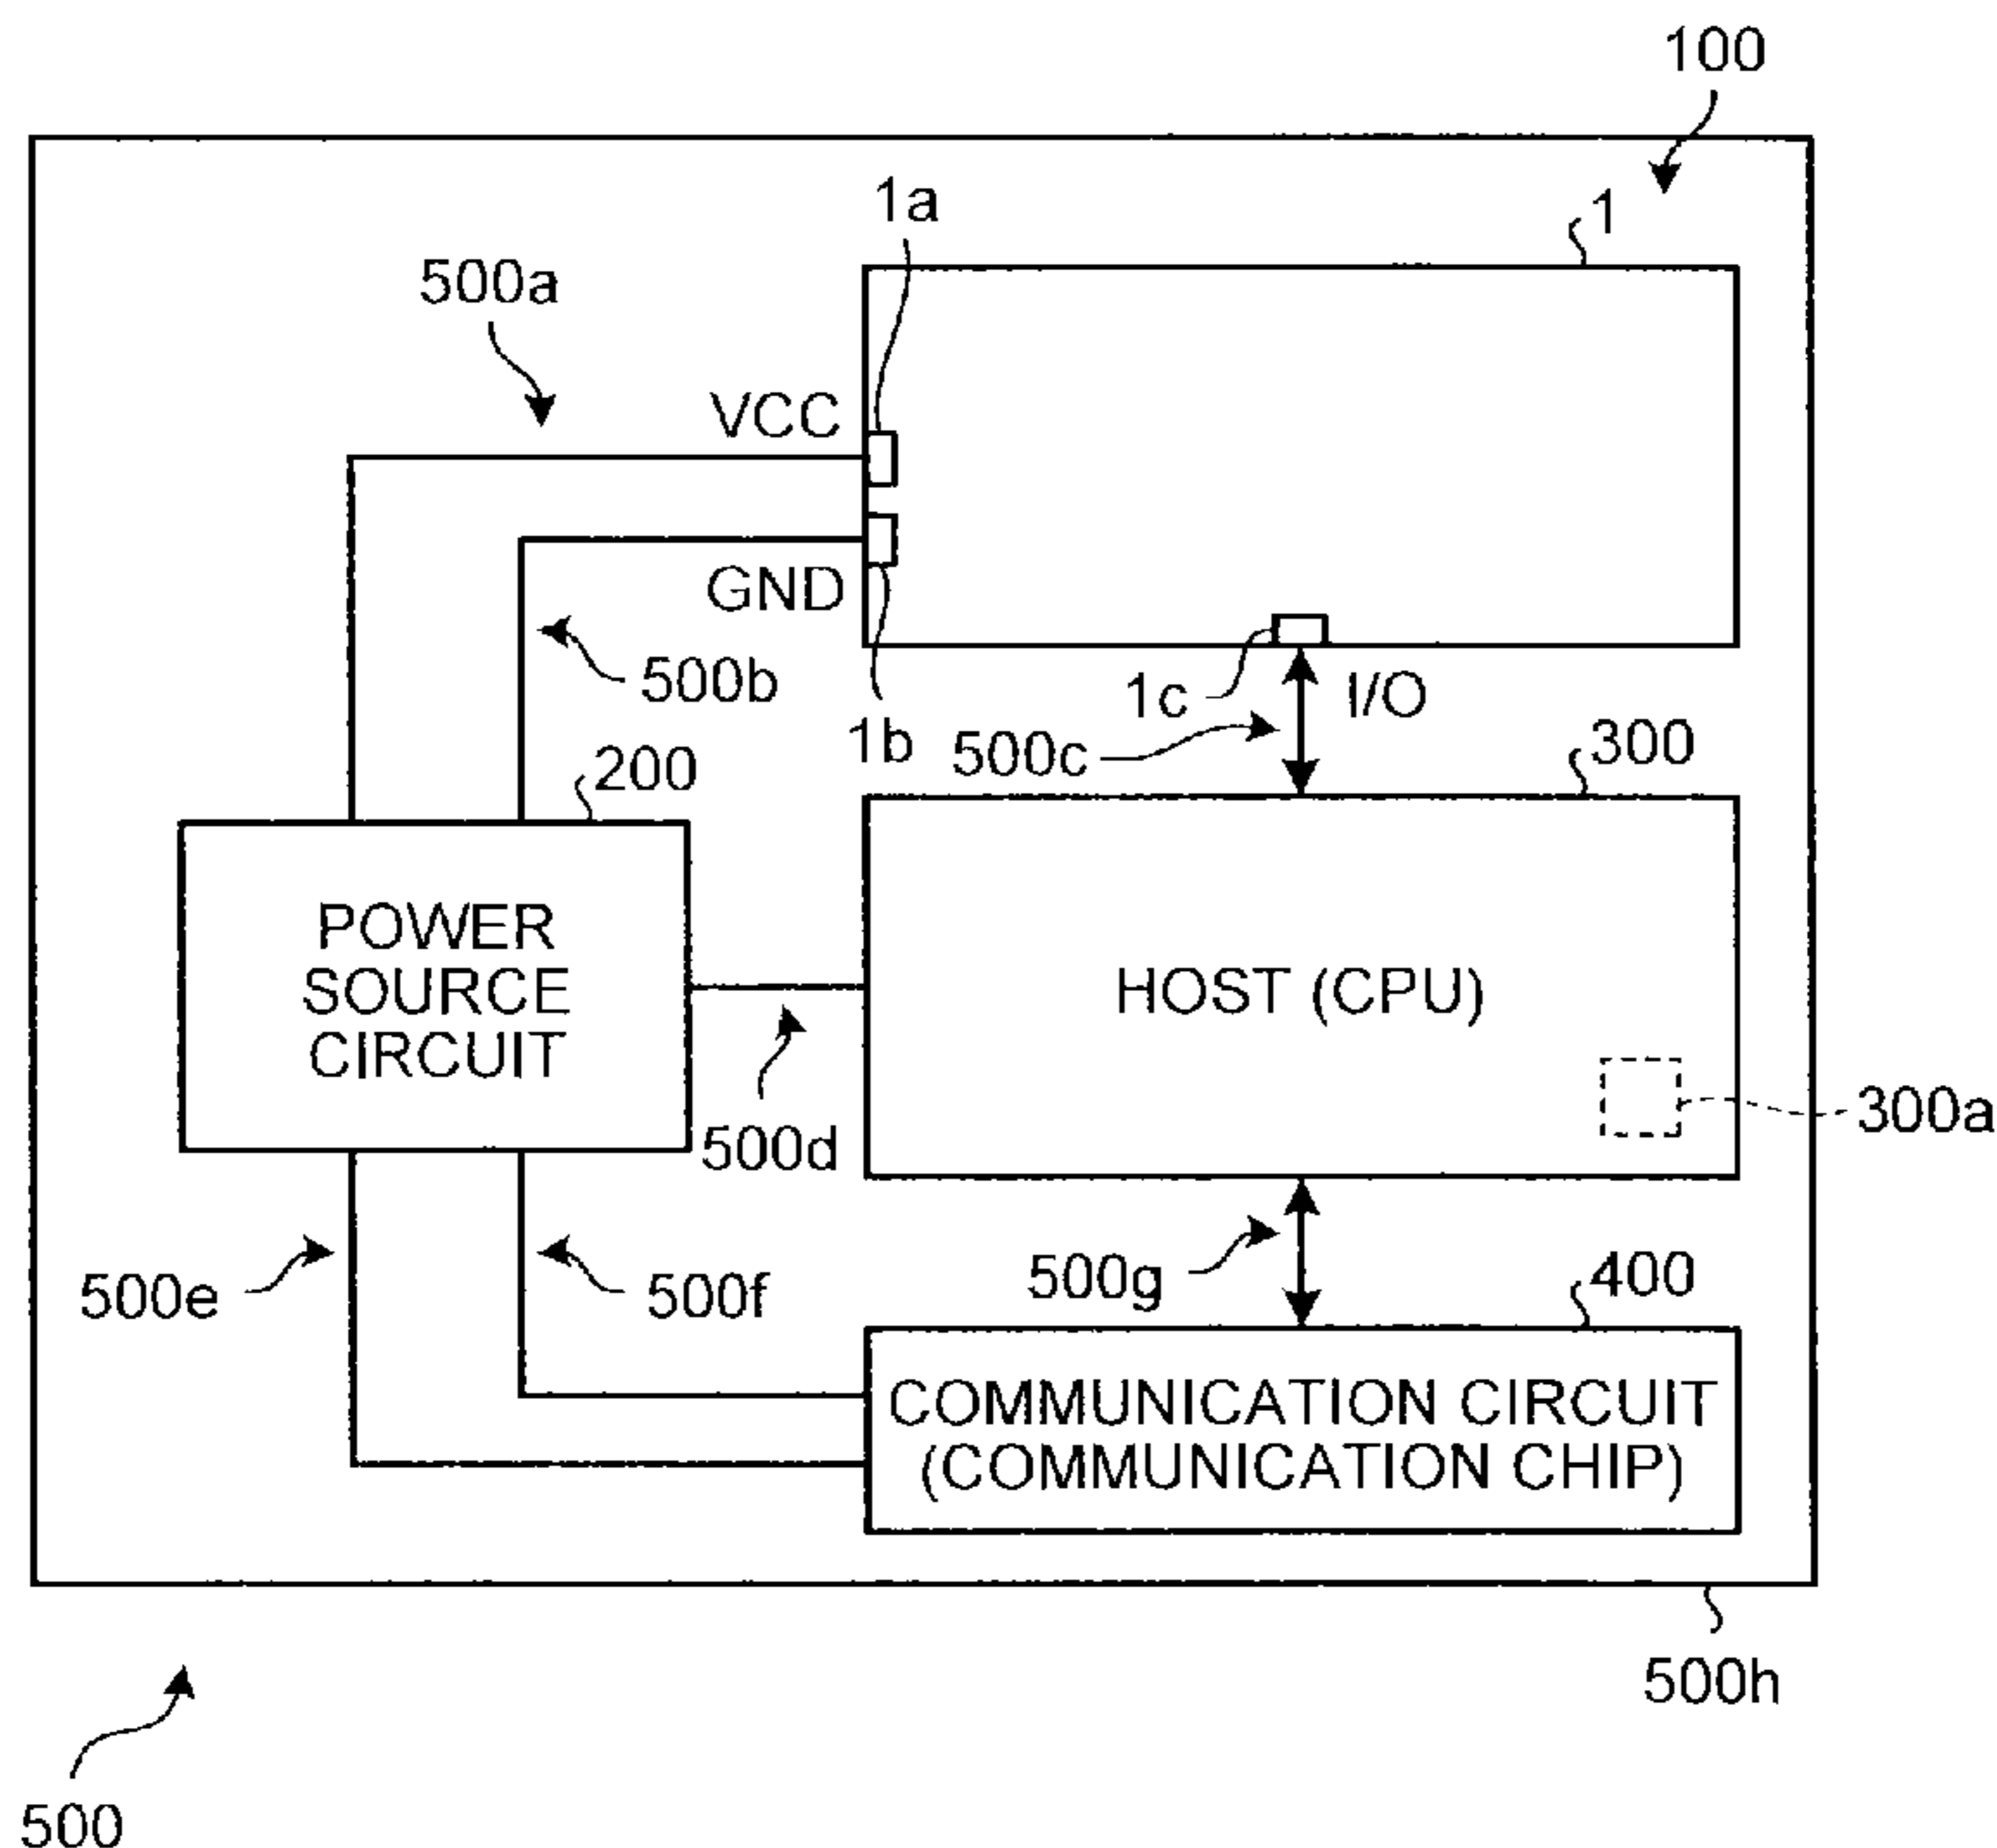 100
1a
1
500a
VCC
GND
500b
1c
I/O
1b
500c
300
200
POWER
SOURCE
CIRCUIT
HOST (CPU)
300a
500d
500e
500f
500g
400
COMMUNICATION CIRCUIT
(COMMUNICATION CHIP)
500h
500